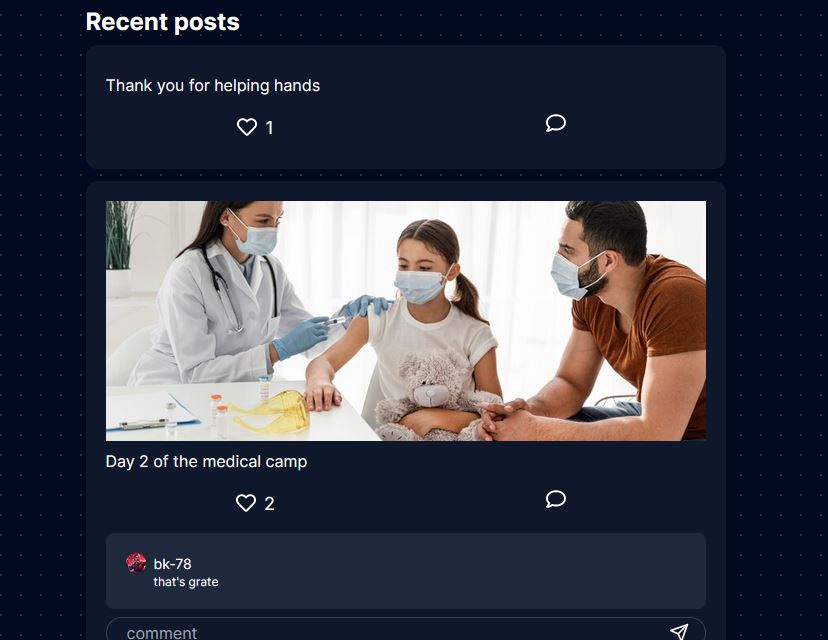 Recent posts
Thank you for helping hands
1
Day 2 of the medical camp
2
bk-78
that's grate
comment